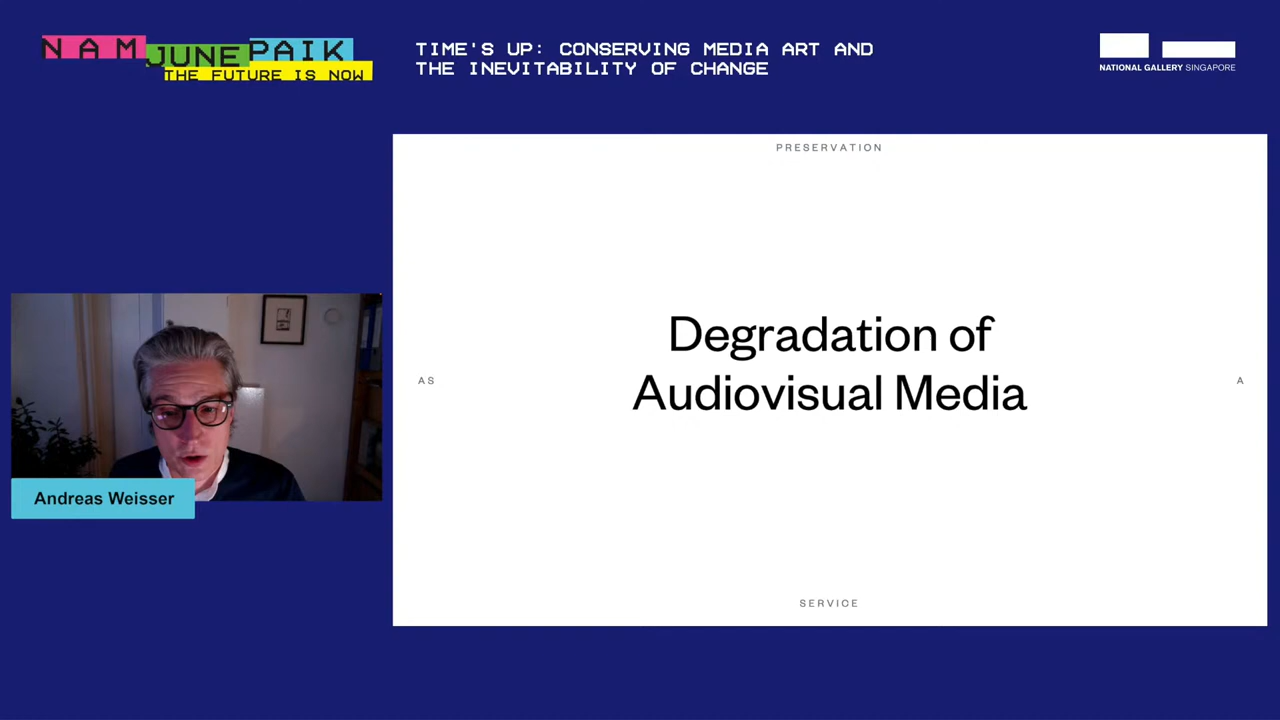 NAM
JUNE
PAIK
THE FUTURE IS NOW
TIME'S UP: CONSERVING MEDIA ART AND
THE INEVITABILITY OF CHANGE
NATIONAL GALLERY SINGAPORE
PRESERVATION
Degradation of
Audiovisual Media
AS
A
SERVICE
Andreas Weisser